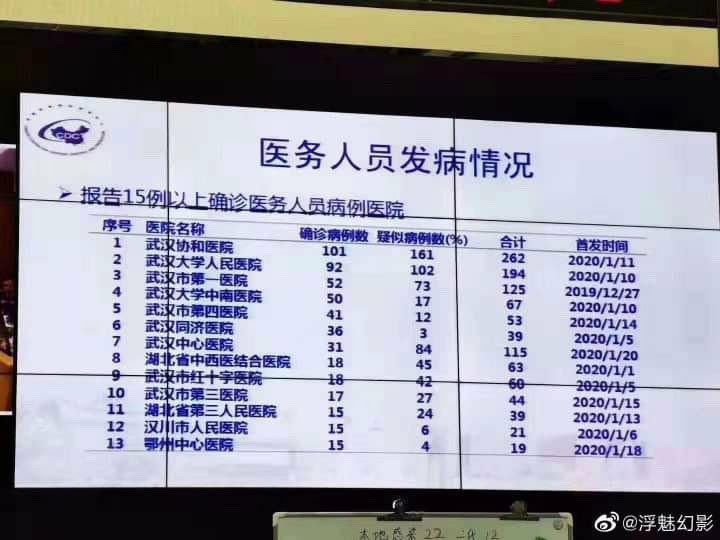 CDC
医务人员发病情况
➢ 报告15例以上确诊医务人员病例医院
序号 医院名称 确诊病例数 疑似病例数(%) 合计 首发时间
1 武汉协和医院 101 161 262 2020/1/11
2 武汉大学人民医院 92 102 194 2020/1/10
3 武汉市第一医院 52 73 125 2019/12/27
4 武汉大学中南医院 50 17 67 2020/1/10
5 武汉市第四医院 41 12 53 2020/1/14
6 武汉同济医院 36 3 39 2020/1/5
7 武汉中心医院 31 84 115 2020/1/20
8 湖北省中西医结合医院 18 45 63 2020/1/1
9 武汉市红十字医院 18 42 60 2020/1/5
10 武汉市第三医院 17 27 44 2020/1/15
11 湖北省第三人民医院 15 24 39 2020/1/13
12 汉川市人民医院 15 6 21 2020/1/6
13 鄂州中心医院 15 4 19 2020/1/18
本地 22 12
@浮魅幻影